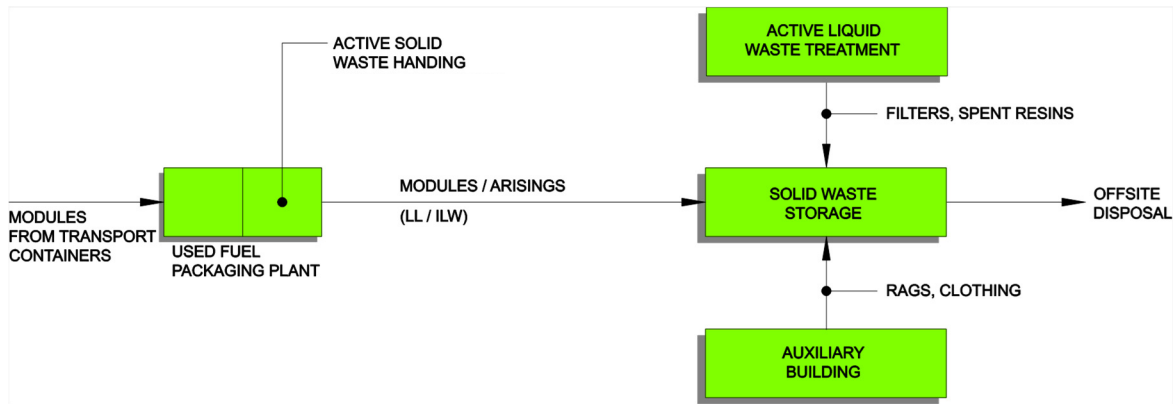 ACTIVE SOLID
WASTE HANDING
ACTIVE LIQUID
WASTE TREATMENT
FILTERS, SPENT RESINS
MODULES
FROM TRANSPORT
CONTAINERS
USED FUEL
PACKAGING PLANT
MODULES / ARISINGS
(LL / ILW)
SOLID WASTE
STORAGE
OFFSITE
DISPOSAL
RAGS, CLOTHING
AUXILIARY
BUILDING